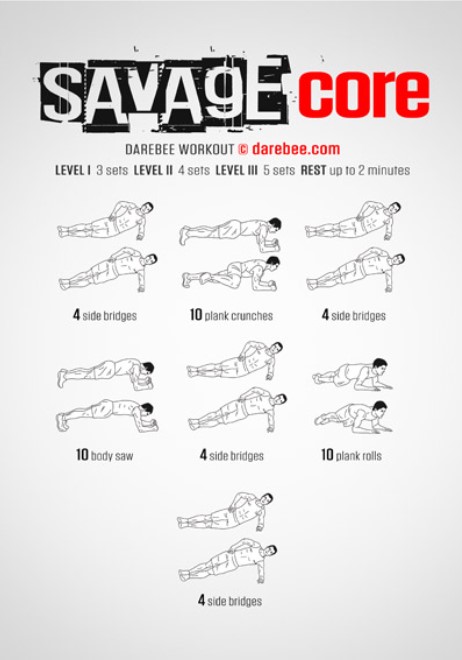 SAVAGE core
DAREBEE WORKOUT © darebee.com
LEVEL I 3 sets LEVEL II 4 sets LEVEL III 5 sets REST up to 2 minutes
4 side bridges
10 plank crunches
4 side bridges
10 body saw
4 side bridges
10 plank rolls
4 side bridges